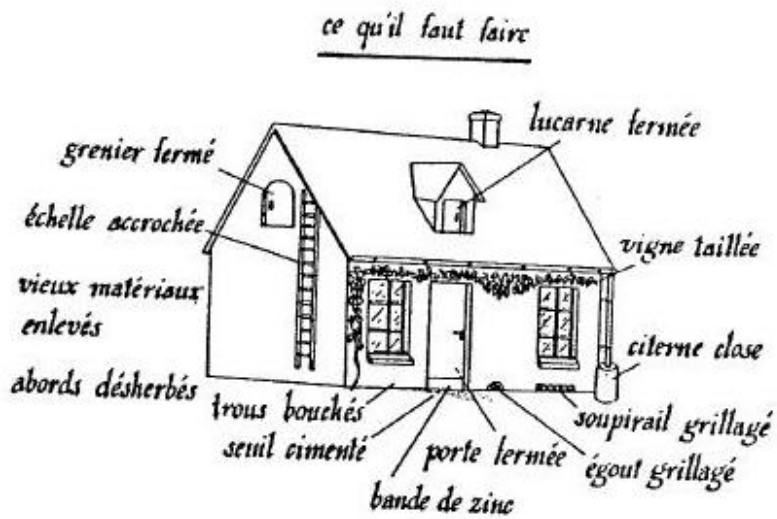 ce qu'il faut faire
lucarne fermée
grenier fermé
échelle accrochée
vigne taillée
vieux matériaux
enlevés
citerne close
abords désherbés
trous bouchés
soupirail grillagé
seuil cimenté
porte fermée
égout grillagé
bande de zinc